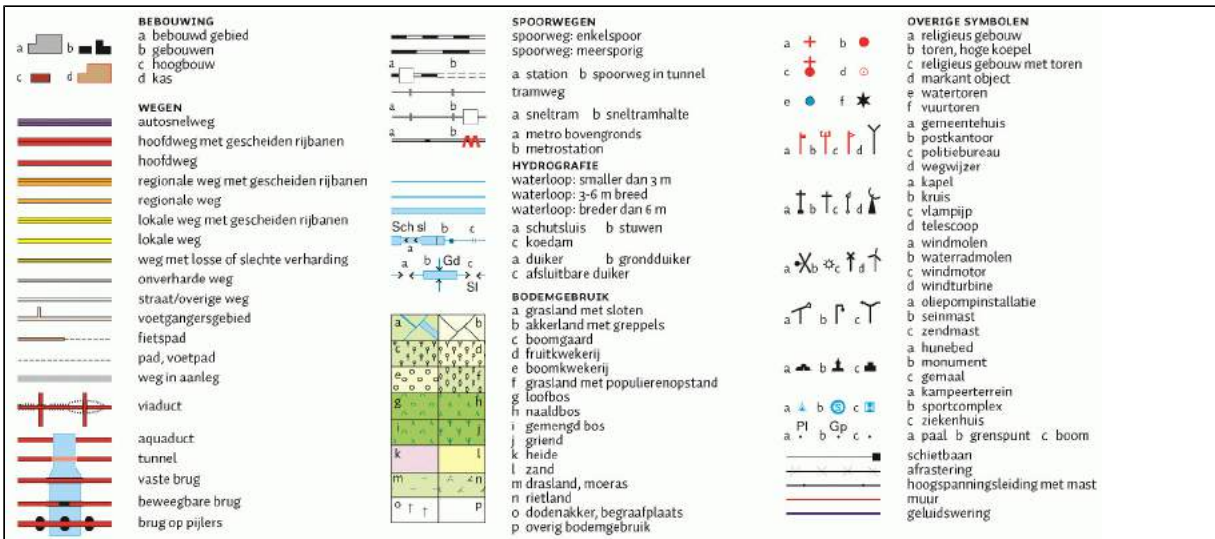 BEBOUWING
a bebouwd gebied
a b
b gebouwen
c hoogbouw
c d
d kas
WEGEN
autosnelweg
hoofdweg met gescheiden rijbanen
hoofdweg
regionale weg met gescheiden rijbanen
regionale weg
lokale weg met gescheiden rijbanen
lokale weg
weg met losse of slechte verharding
onverharde weg
straat/overige weg
voetgangersgebied
fietspad
pad, voetpad
weg in aanleg
viaduct
aquaduct
tunnel
vaste brug
beweegbare brug
brug op pijlers
SPOORWEGEN
spoorweg: enkelspoor
spoorweg: meersporig
a b
a station b spoorweg in tunnel
tramweg
a b
a sneltram b sneltramhalte
a b
a metro bovengronds
b metrostation
HYDROGRAFIE
waterloop: smaller dan 3 m
waterloop: 3-6 m breed
waterloop: breder dan 6 m
Sch sl b c
a
a schutsluis b stuwen
c koedam
a b Gd c
Sl
a duiker b grondduiker
c afsluitbare duiker
BODEMGEBRUIK
a b
c d
e f
g h
i j
k l
m n
o p
a grasland met sloten
b akkerland met greppels
c boomgaard
d fruitkwekerij
e boomkwekerij
f grasland met populierenopstand
g loofbos
h naaldbos
i gemengd bos
j griend
k heide
l zand
m drasland, moeras
n rietland
o dodenakker, begraafplaats
p overig bodemgebruik
OVERIGE SYMBOLEN
a b
a religieus gebouw
b toren, hoge koepel
c d
c religieus gebouw met toren
d markant object
e f
e watertoren
f vuurtoren
a b c d
a gemeentehuis
b postkantoor
c politiebureau
d wegwijzer
a b c d
a kapel
b kruis
c vlampijp
d telescoop
a b c d
a windmolen
b waterradmolen
c windmotor
d windturbine
a b c
a oliepompinstallatie
b seinmast
c zendmast
a b c
a hunebed
b monument
c gemaal
a b S c H
a kampeerterrein
b sportcomplex
c ziekenhuis
Pl Gp
a b c
a paal b grenspunt c boom
schietbaan
afrastering
hoogspanningsleiding met mast
muur
geluidswering